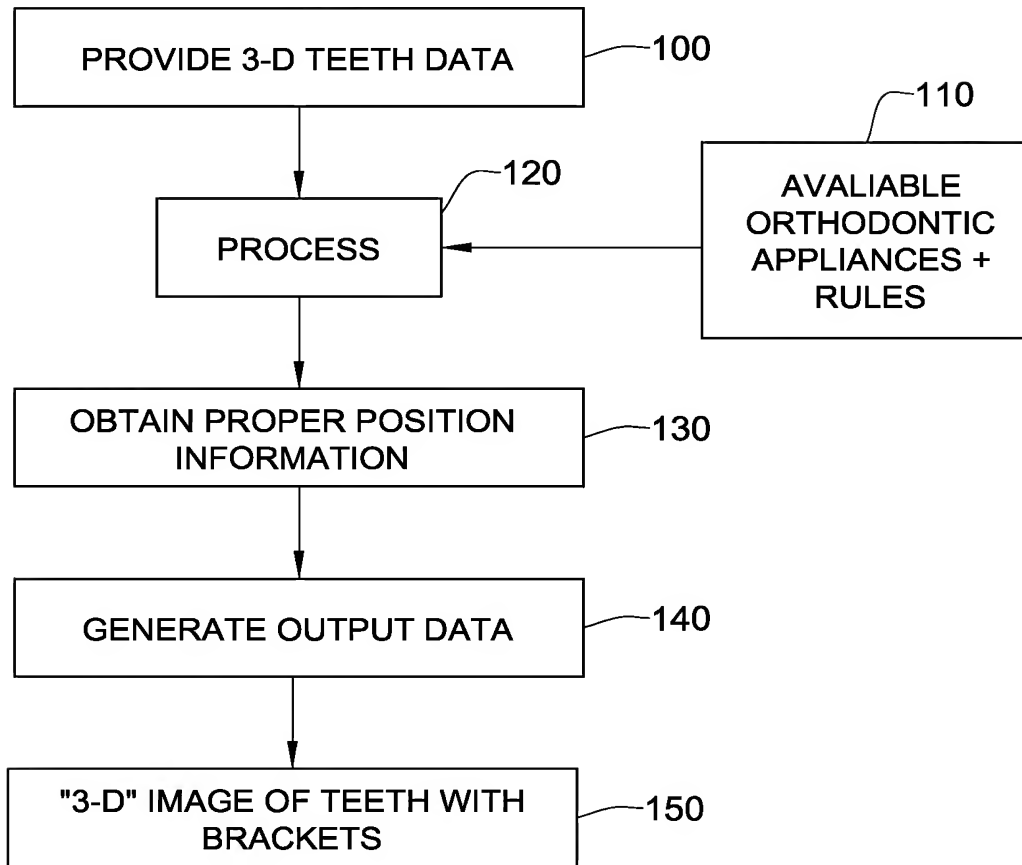 PROVIDE 3-D TEETH DATA
100
110
120
PROCESS
AVALIABLE
ORTHODONTIC
APPLIANCES +
RULES
OBTAIN PROPER POSITION
INFORMATION
130
GENERATE OUTPUT DATA
140
"3-D" IMAGE OF TEETH WITH
BRACKETS
150